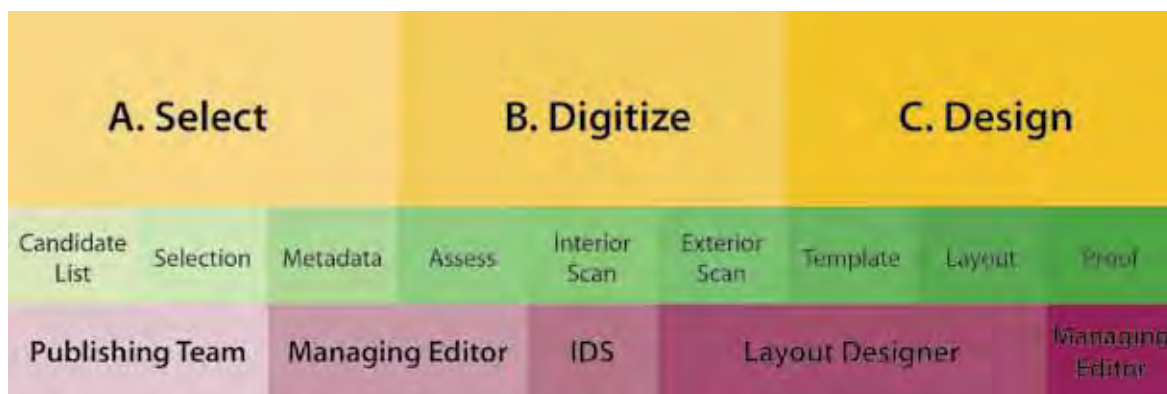 A. Select
B. Digitize
C. Design
Candidate
List
Selection
Metadata
Assess
Interior
Scan
Exterior
Scan
Template
Layout
Proof
Publishing Team
Managing Editor
IDS
Layout Designer
Managing
Editor